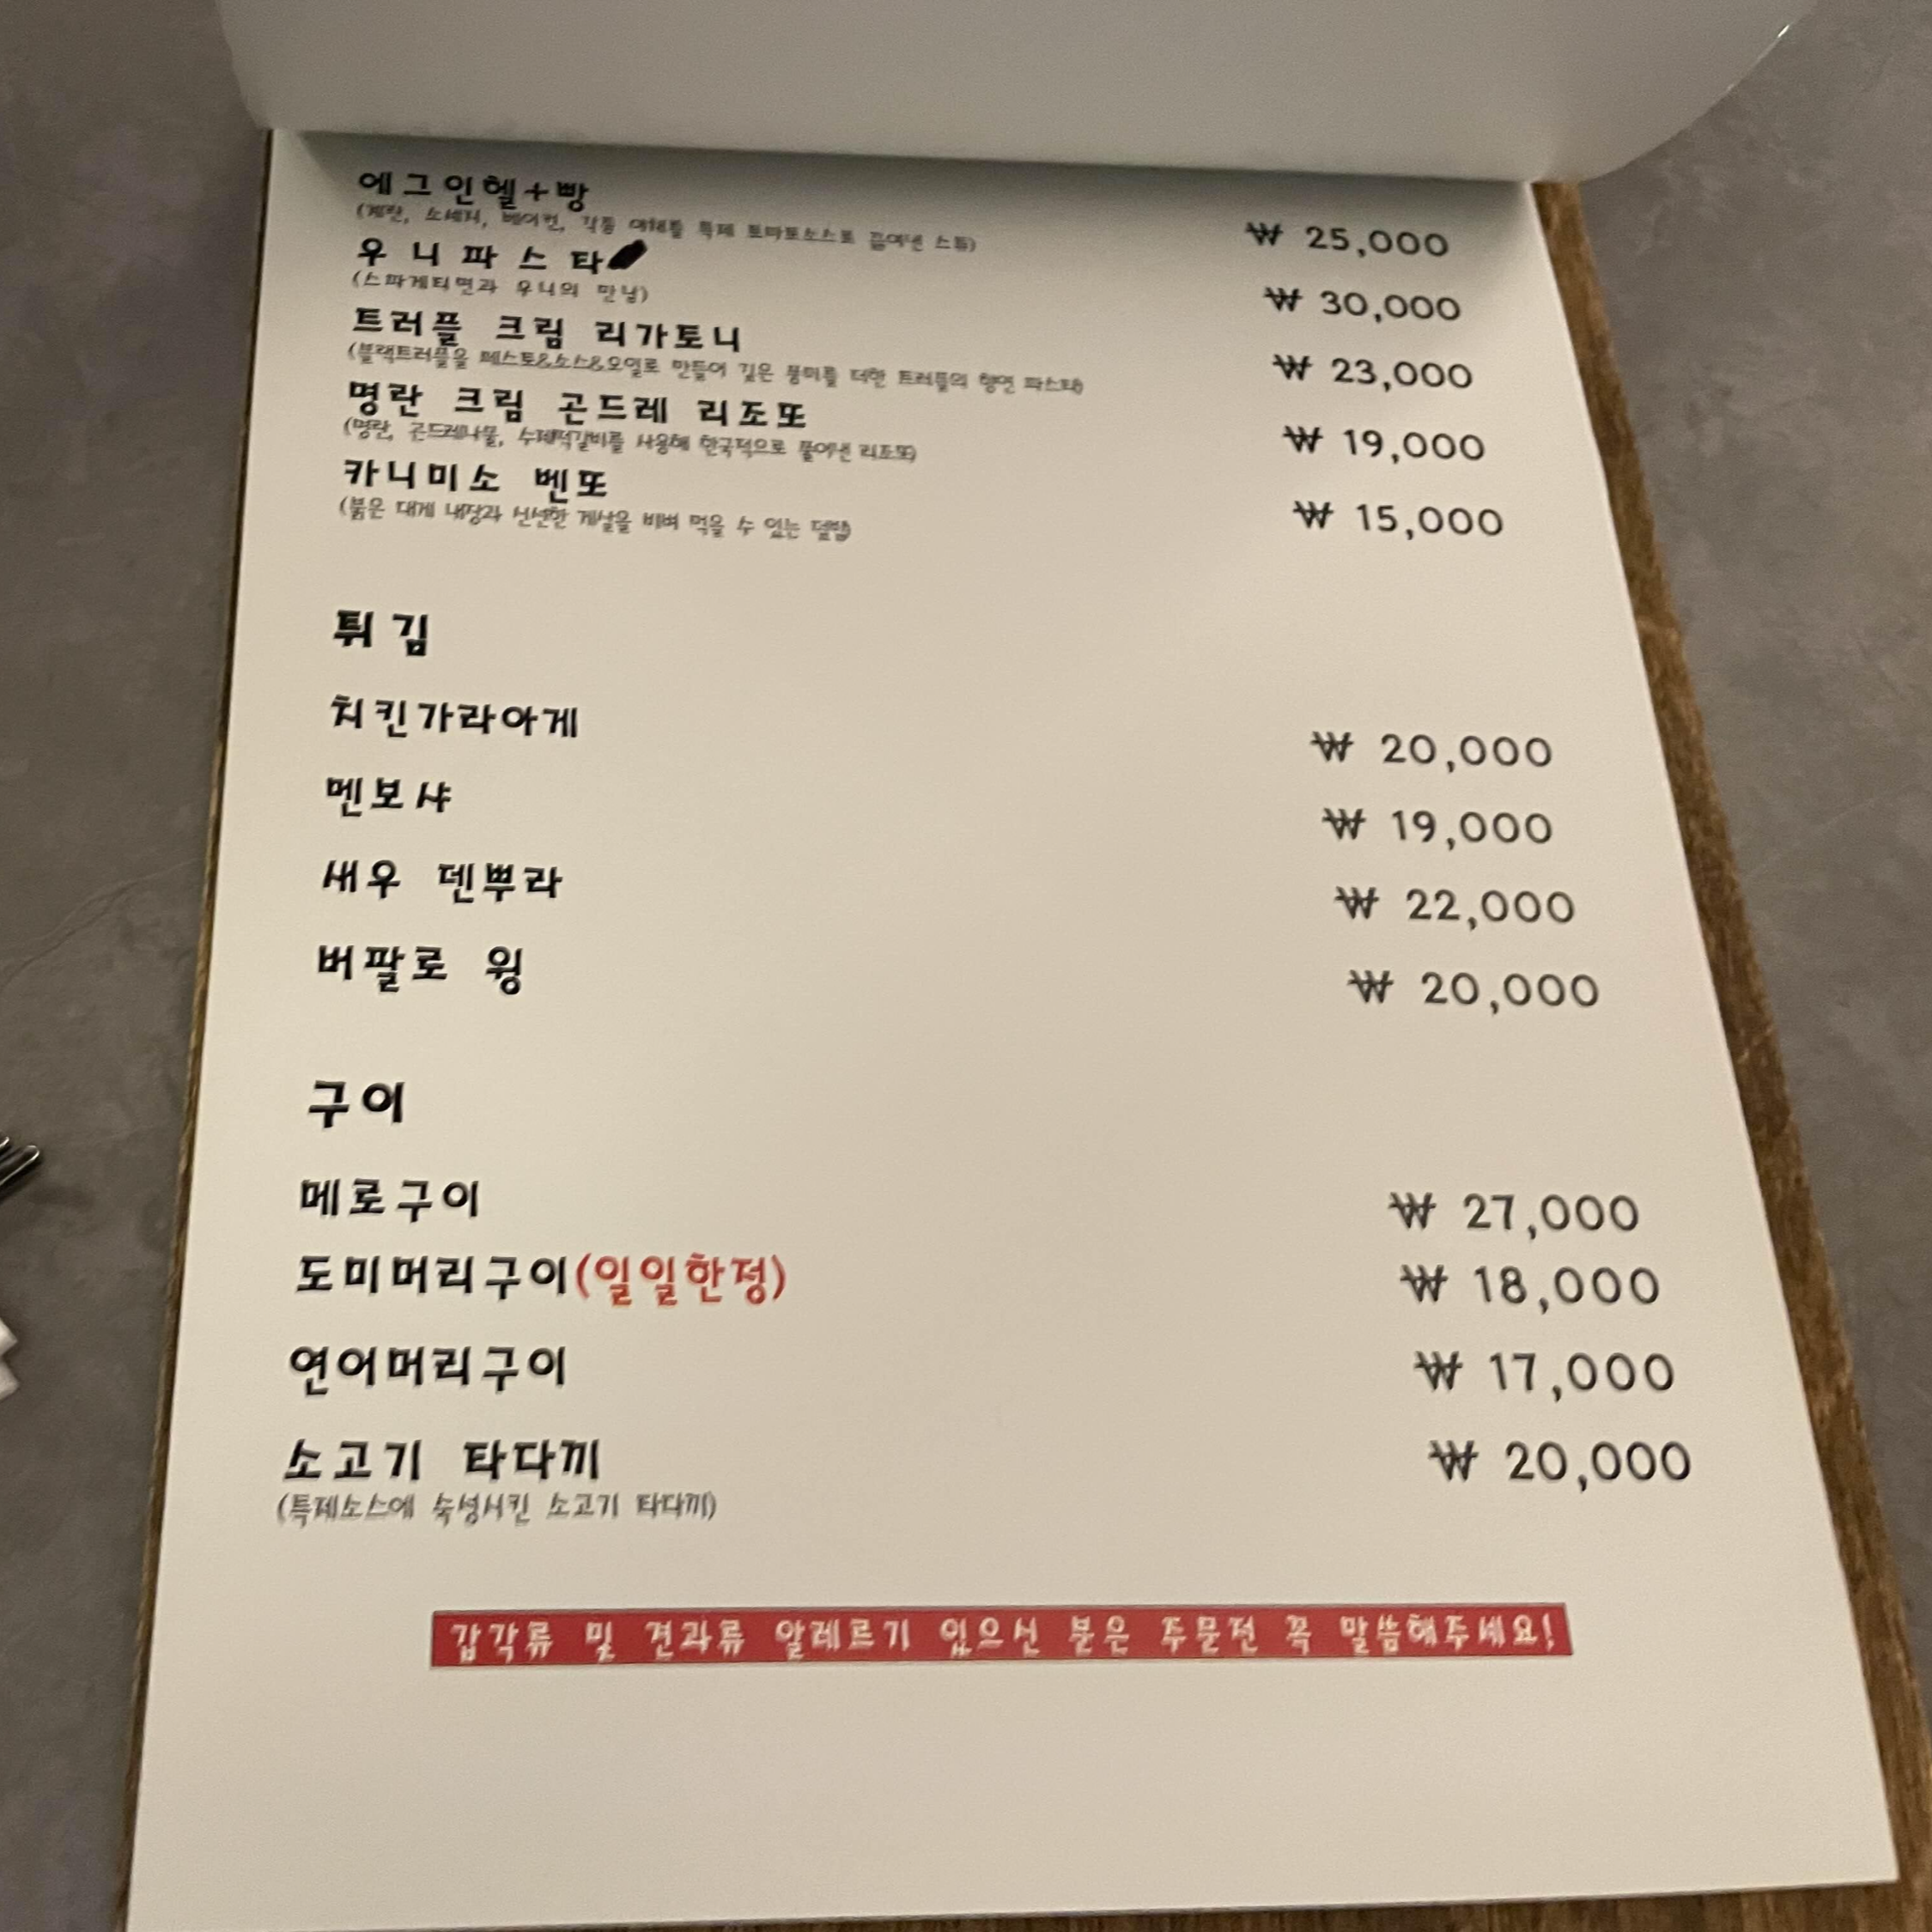 에그인헬+빵 ₩ 25,000
(계란, 소세지, 베이컨, 각종 야채를 특제 토마토소스로 끓여낸 스튜)
우니파스타 ₩ 30,000
(스파게티면과 우니의 만남)
트러플 크림 리가토니 ₩ 23,000
(블랙트러플을 페스토&소스&오일로 만들어 깊은 풍미를 더한 트러플의 향연 파스타)
명란 크림 곤드레 리조또 ₩ 19,000
(명란, 곤드레나물, 수제떡갈비를 사용해 한국적으로 풀어낸 리조또)
카니미소 벤또 ₩ 15,000
(붉은 대게 내장과 신선한 게살을 비벼 먹을 수 있는 덮밥)
튀김
치킨가라아게 ₩ 20,000
멘보샤 ₩ 19,000
새우 덴뿌라 ₩ 22,000
버팔로 윙 ₩ 20,000
구이
메로구이 ₩ 27,000
도미머리구이(일일한정) ₩ 18,000
연어머리구이 ₩ 17,000
소고기 타다끼 ₩ 20,000
(특제소스에 숙성시킨 소고기 타다끼)
갑각류 및 견과류 알레르기 있으신 분은 주문전 꼭 말씀해주세요!